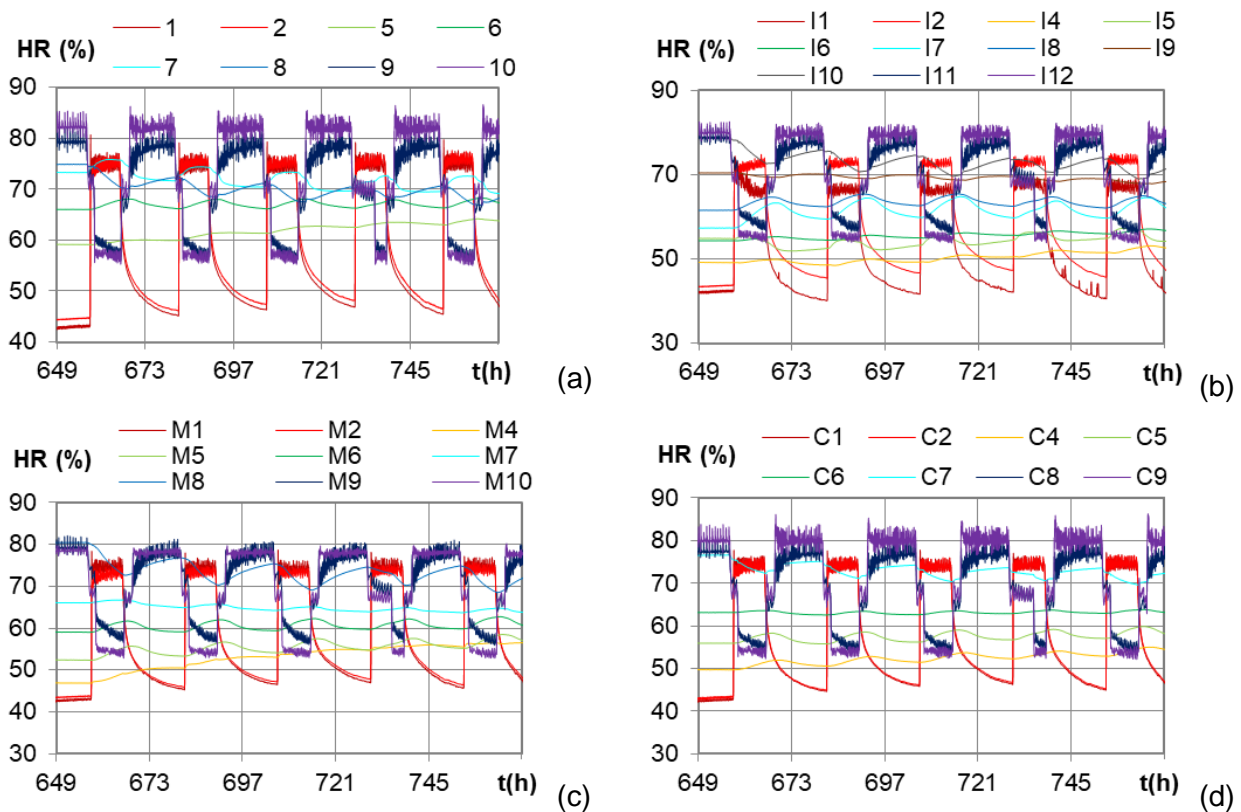 1 2 5 6
HR (%)
7 8 9 10
90
80
70
60
50
40
649 673 697 721 745 t(h)
(a)
I1 I2 I4 I5
HR (%)
I6 I7 I8 I9
I10 I11 I12
90
70
50
30
649 673 697 721 745 t(h)
(b)
M1 M2 M4
HR (%)
M5 M6 M7
M8 M9 M10
90
80
70
60
50
40
30
649 673 697 721 745 t(h)
(c)
C1 C2 C4 C5
HR (%)
C6 C7 C8 C9
90
80
70
60
50
40
30
649 673 697 721 745 t(h)
(d)